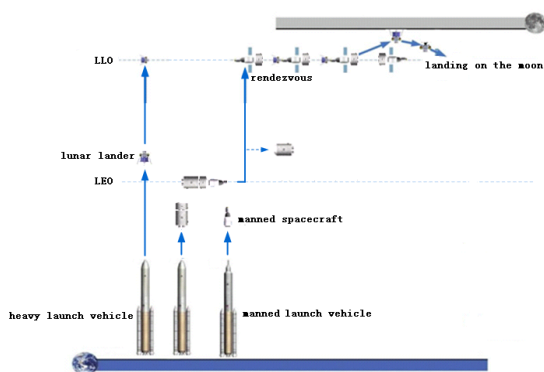 LLO
rendezvous
landing on the moon
lunar lander
LEO
manned spacecraft
heavy launch vehicle
manned launch vehicle